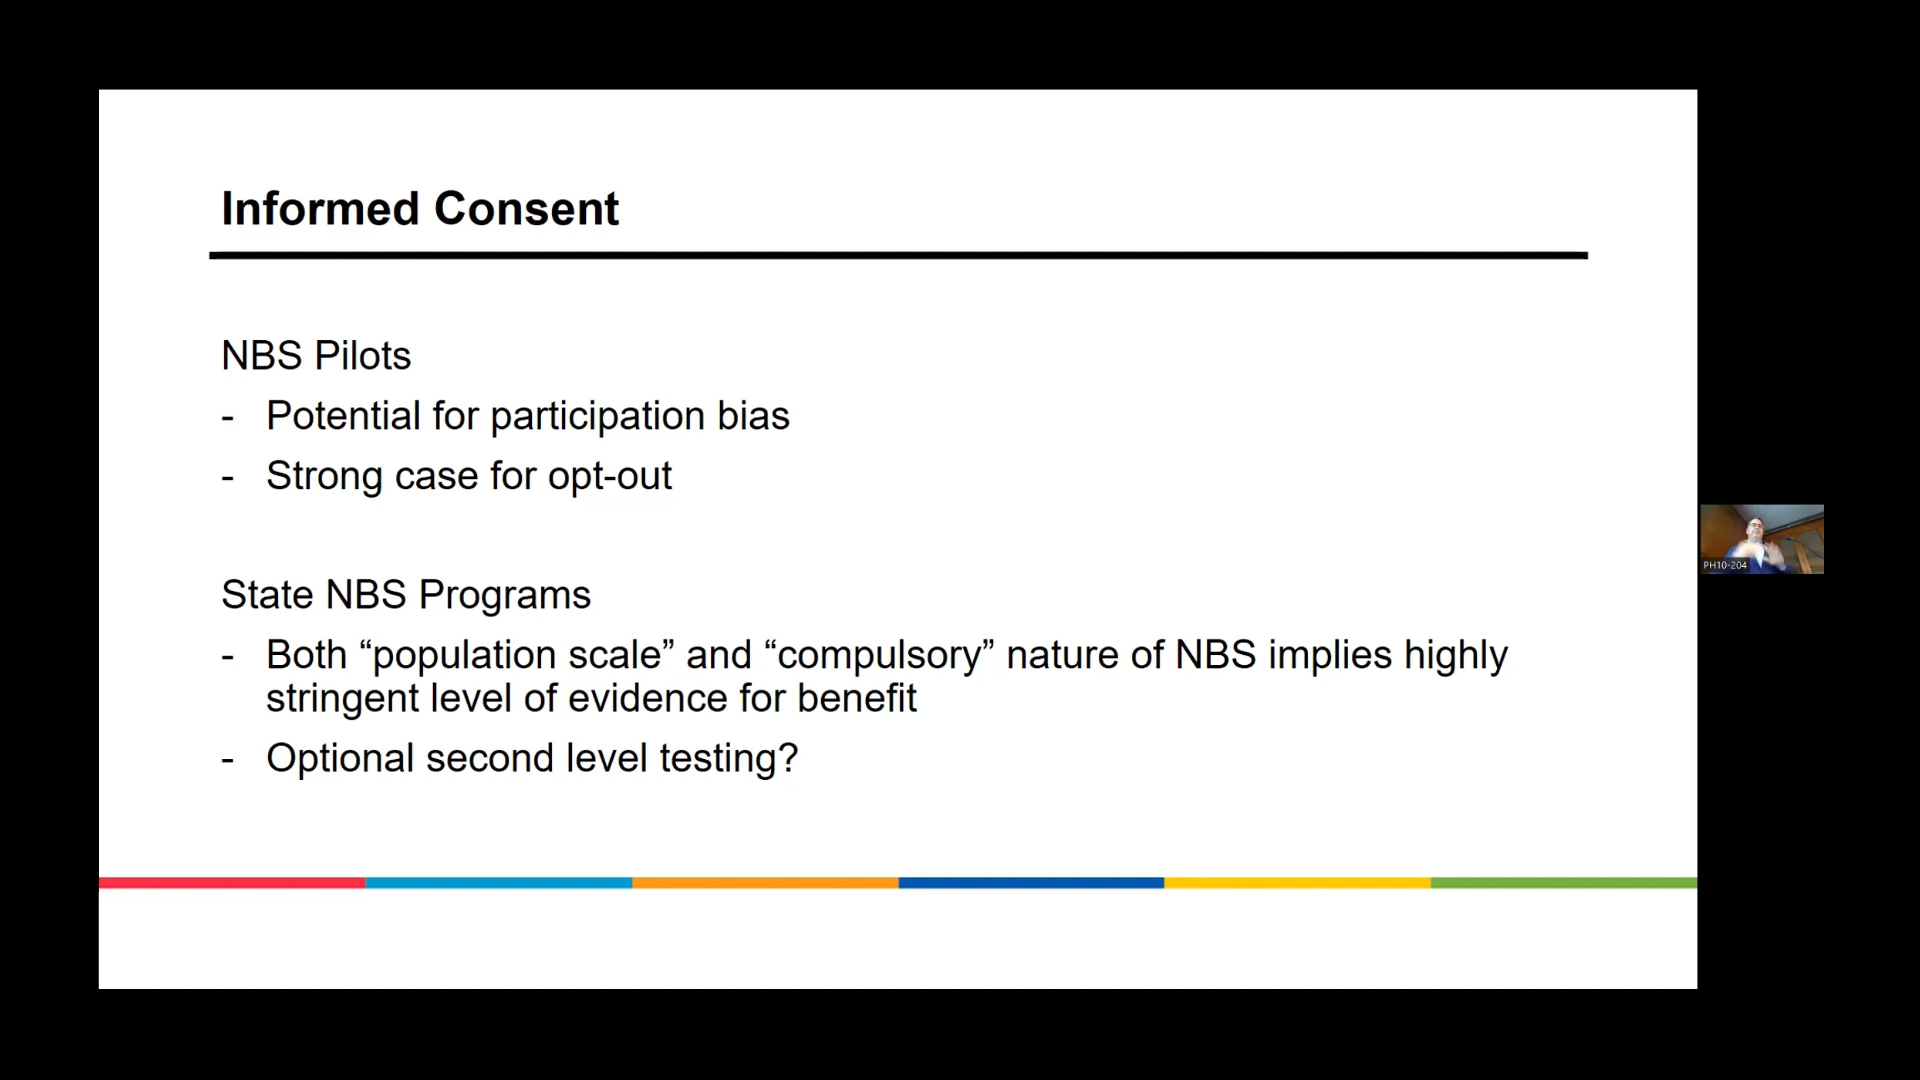 Informed Consent
NBS Pilots
- Potential for participation bias
- Strong case for opt-out
State NBS Programs
- Both “population scale” and “compulsory” nature of NBS implies highly
stringent level of evidence for benefit
- Optional second level testing?
PH10-204